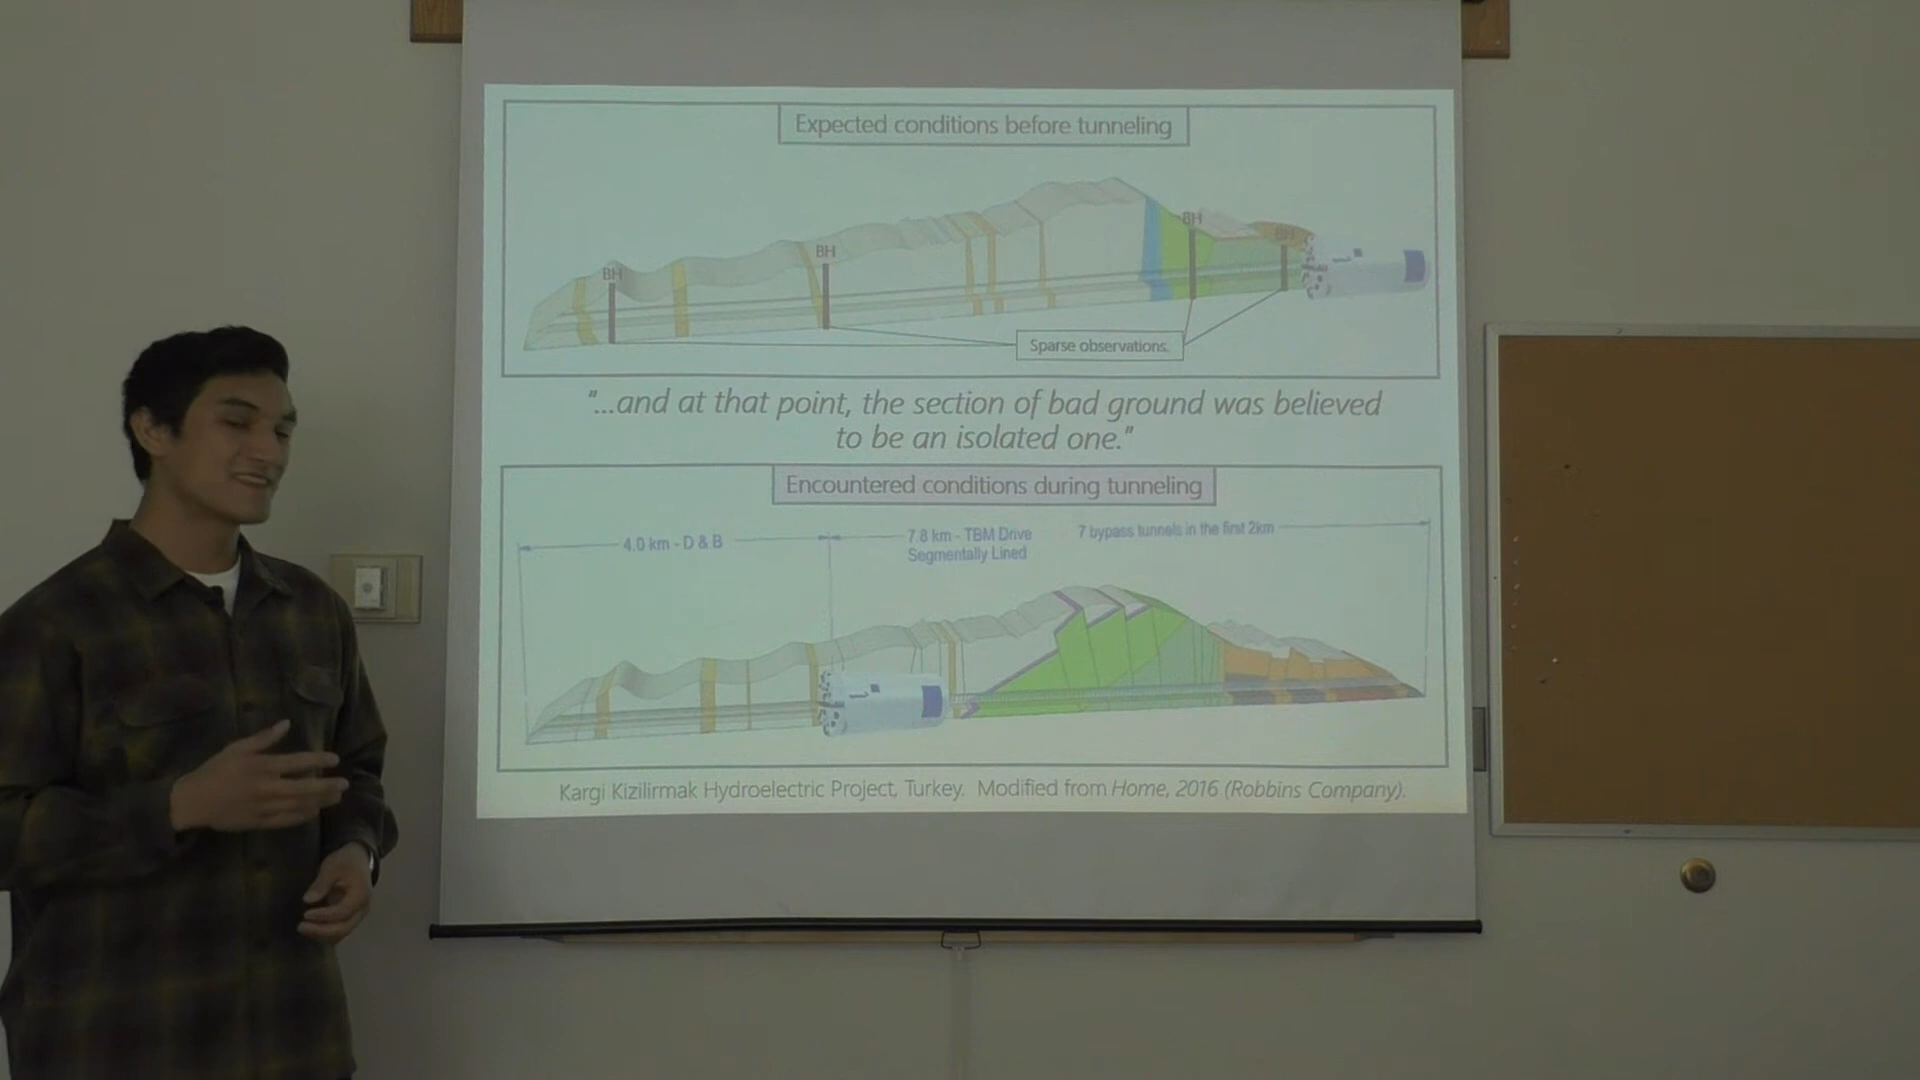 Expected conditions before tunneling
BH
BH
BH
BH
Sparse observations.
"...and at that point, the section of bad ground was believed
to be an isolated one."
Encountered conditions during tunneling
4.0 km - D & B
7.8 km - TBM Drive
Segmentally Lined
7 bypass tunnels in the first 2km
Kargi Kizilirmak Hydroelectric Project, Turkey. Modified from Home, 2016 (Robbins Company).